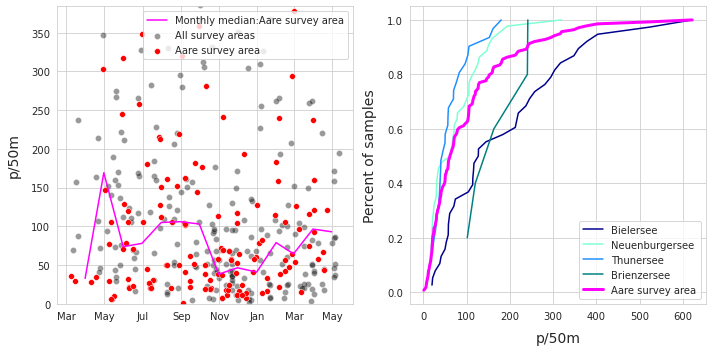 p/50m
350
300
250
200
150
100
50
0
Mar
May
Jul
Sep
Nov
Jan
Mar
May
Monthly median:Aare survey area
All survey areas
Aare survey area
Percent of samples
1.0
0.8
0.6
0.4
0.2
0.0
0
100
200
300
400
500
600
p/50m
Bielersee
Neuenburgersee
Thunersee
Brienzersee
Aare survey area